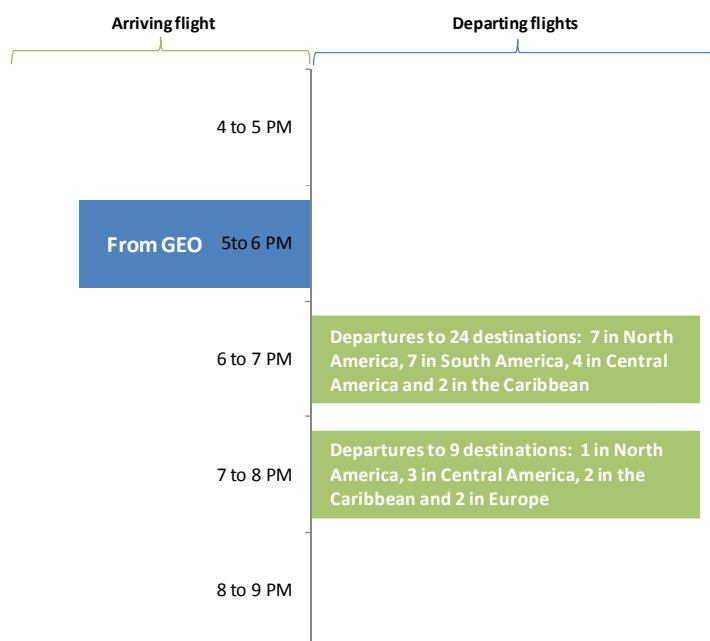 Arriving flight
Departing flights
4 to 5 PM
From GEO
5to 6 PM
6 to 7 PM
Departures to 24 destinations: 7 in North
America, 7 in South America, 4 in Central
America and 2 in the Caribbean
7 to 8 PM
Departures to 9 destinations: 1 in North
America, 3 in Central America, 2 in the
Caribbean and 2 in Europe
8 to 9 PM